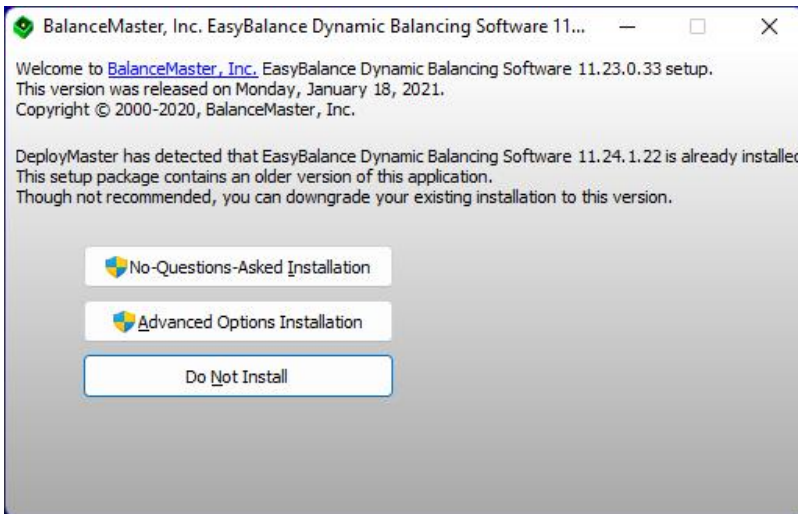 BalanceMaster, Inc. EasyBalance Dynamic Balancing Software 11...
Welcome to BalanceMaster, Inc. EasyBalance Dynamic Balancing Software 11.23.0.33 setup.
This version was released on Monday, January 18, 2021.
Copyright © 2000-2020, BalanceMaster, Inc.
DeployMaster has detected that EasyBalance Dynamic Balancing Software 11.24.1.22 is already installed
This setup package contains an older version of this application.
Though not recommended, you can downgrade your existing installation to this version.
No-Questions-Asked Installation
Advanced Options Installation
Do Not Install